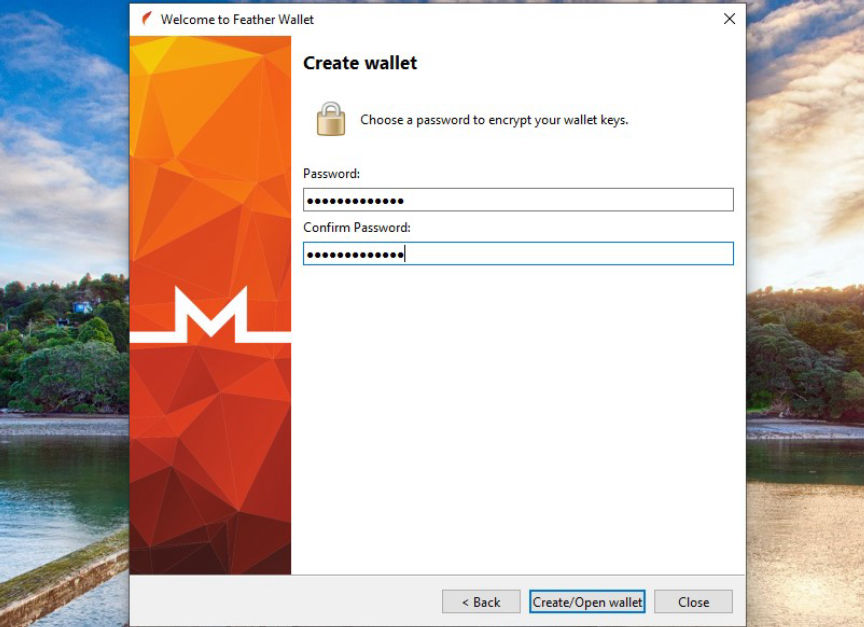 Welcome to Feather Wallet
Create wallet
Choose a password to encrypt your wallet keys.
Password:
●●●●●●●●●●●●●
Confirm Password:
●●●●●●●●●●●●●
< Back
Create/Open wallet
Close